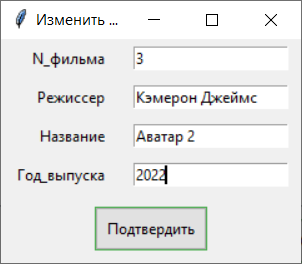 Изменить ...
N_фильма 3
Режиссер Кэмерон Джеймс
Название Аватар 2
Год_выпуска 2022
Подтвердить